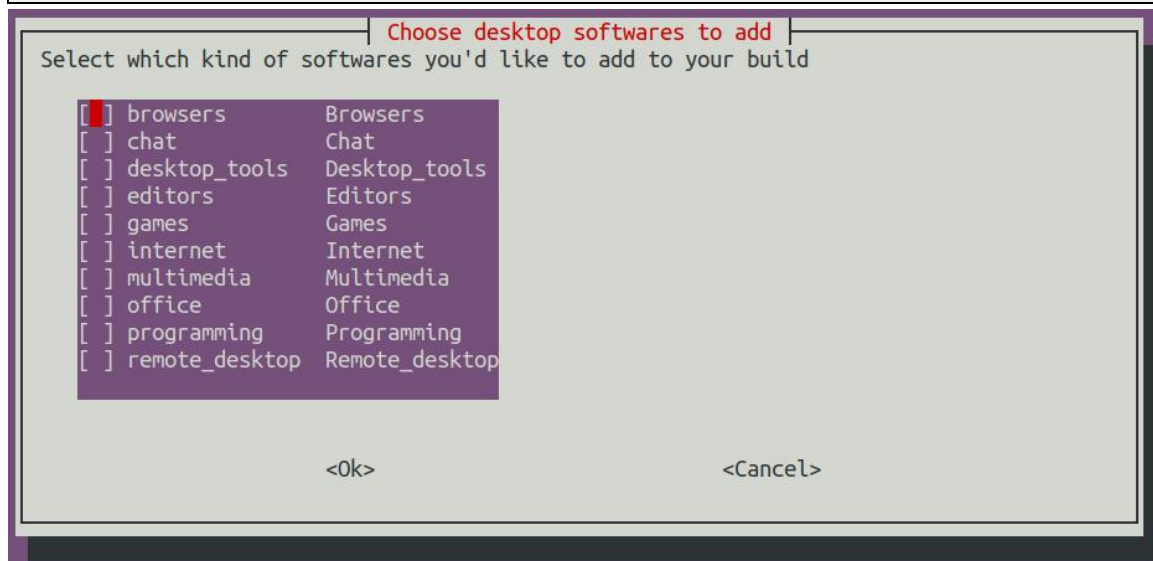 Choose desktop softwares to add
Select which kind of softwares you'd like to add to your build
[ ] browsers Browsers
[ ] chat Chat
[ ] desktop_tools Desktop_tools
[ ] editors Editors
[ ] games Games
[ ] internet Internet
[ ] multimedia Multimedia
[ ] office Office
[ ] programming Programming
[ ] remote_desktop Remote_desktop
<Ok> <Cancel>